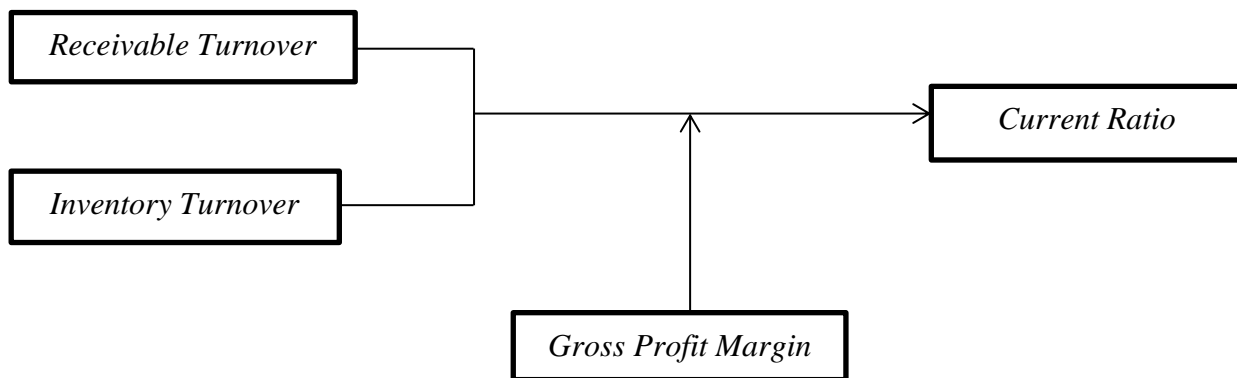 Receivable Turnover
Current Ratio
Inventory Turnover
Gross Profit Margin